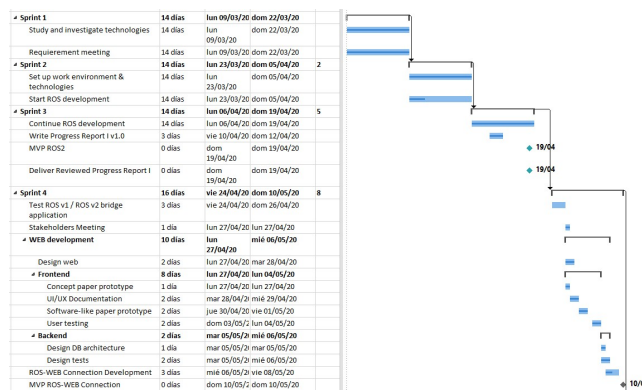 Sprint 1 14 días lun 09/03/20 dom 22/03/20
Study and investigate technologies 14 días lun dom 22/03/20
09/03/20
Requierement meeting 14 días lun 09/03/20 dom 22/03/20
Sprint 2 14 días lun 23/03/20 dom 05/04/20 2
Set up work environment & 14 días lun dom 05/04/20
technologies 23/03/20
Start ROS development 14 días lun 23/03/20 dom 05/04/20
Sprint 3 14 días lun 06/04/20 dom 19/04/20 5
Continue ROS development 14 días lun 06/04/20 dom 19/04/20
Write Progress Report I v1.0 3 días vie 10/04/20 dom 12/04/20
MVP ROS2 0 días dom dom 19/04/20 19/04
19/04/20
Deliver Reviewed Progress Report I 0 días dom dom 19/04/20 19/04
19/04/20
Sprint 4 16 días vie 24/04/20 dom 10/05/20 8
Test ROS v1 / ROS v2 bridge 3 días vie 24/04/20 dom 26/04/20
application
Stakeholders Meeting 1 día lun 27/04/20 lun 27/04/20
WEB development 10 días lun mié 06/05/20
27/04/20
Design web 2 días lun 27/04/20 mar 28/04/20
Frontend 8 días lun 27/04/20 lun 04/05/20
Concept paper prototype 1 día lun 27/04/20 lun 27/04/20
UI/UX Documentation 2 días mar 28/04/20 mié 29/04/20
Software-like paper prototype 2 días jue 30/04/20 vie 01/05/20
User testing 2 días dom 03/05/2 lun 04/05/20
Backend 2 días mar 05/05/20 mié 06/05/20
Design DB architecture 1 día mar 05/05/20 mar 05/05/20
Design tests 2 días mar 05/05/20 mié 06/05/20
ROS-WEB Connection Development 3 días mié 06/05/20 vie 08/05/20
MVP ROS-WEB Connection 0 días dom 10/05/2 dom 10/05/20 10/0